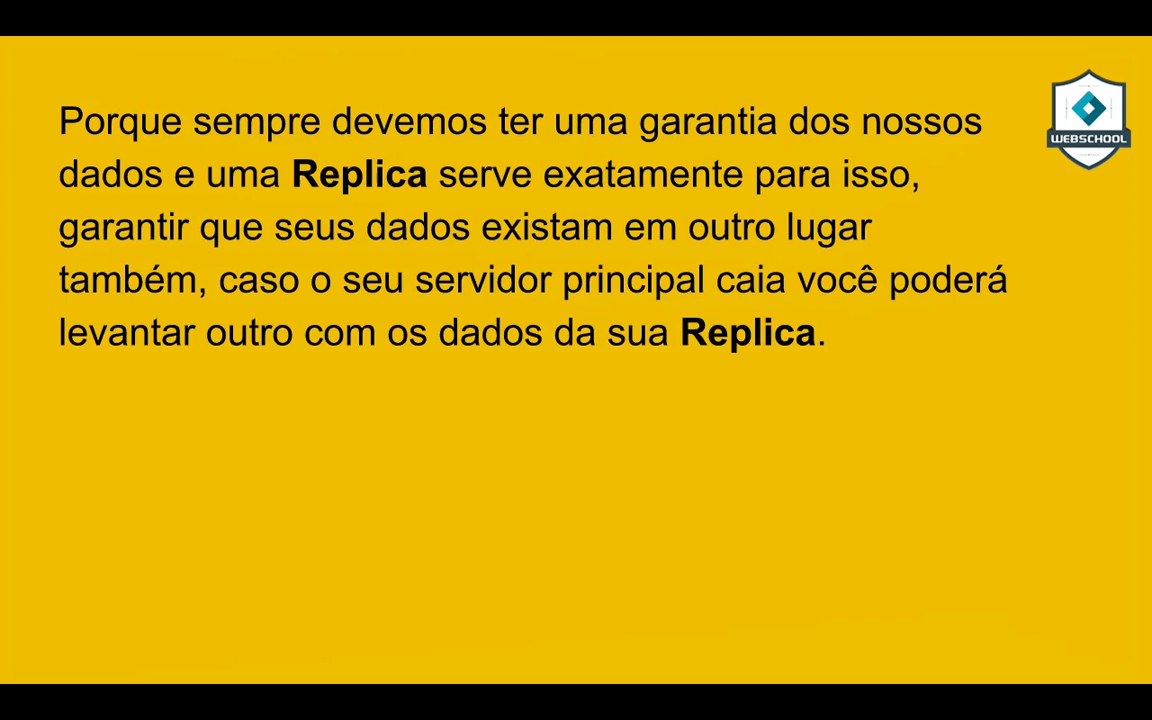 Porque sempre devemos ter uma garantia dos nossos
dados e uma Replica serve exatamente para isso,
garantir que seus dados existam em outro lugar
também, caso o seu servidor principal caia você poderá
levantar outro com os dados da sua Replica.
WEBSCHOOL